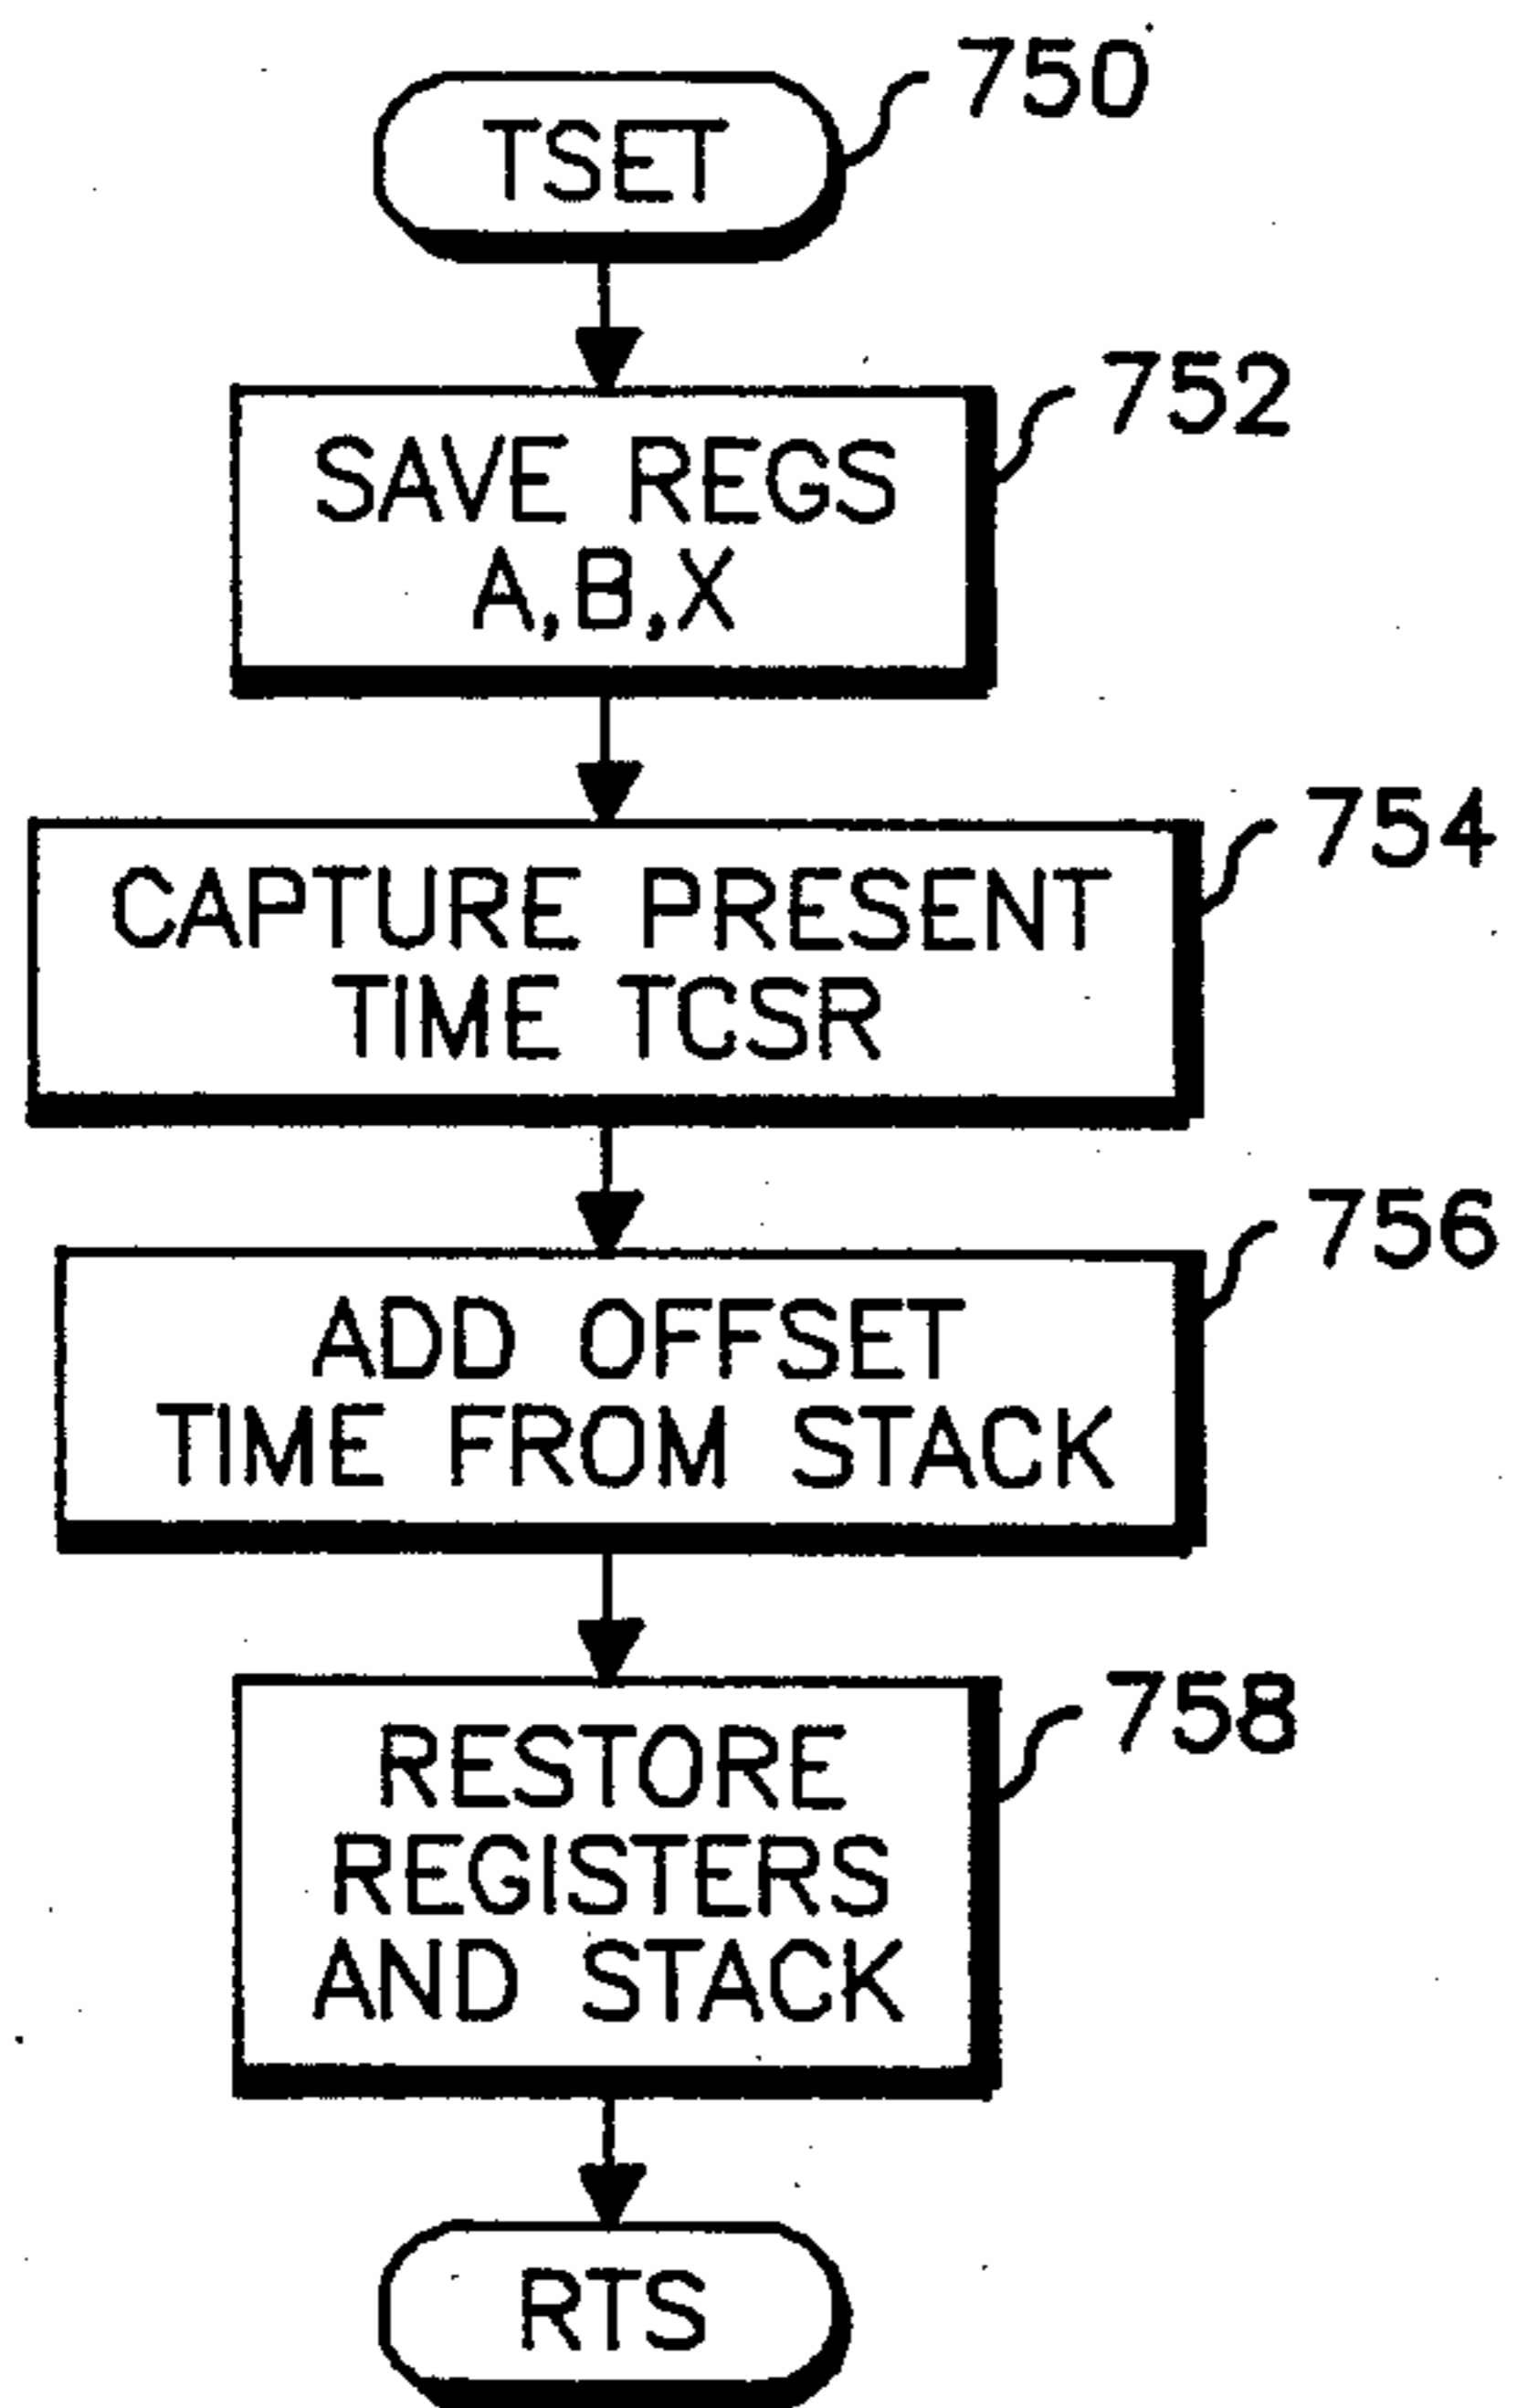 750
TSET
752
SAVE REGS
A,B,X
754
CAPTURE PRESENT
TIME TCSR
756
ADD OFFSET
TIME FROM STACK
758
RESTORE
REGISTERS
AND STACK
RTS